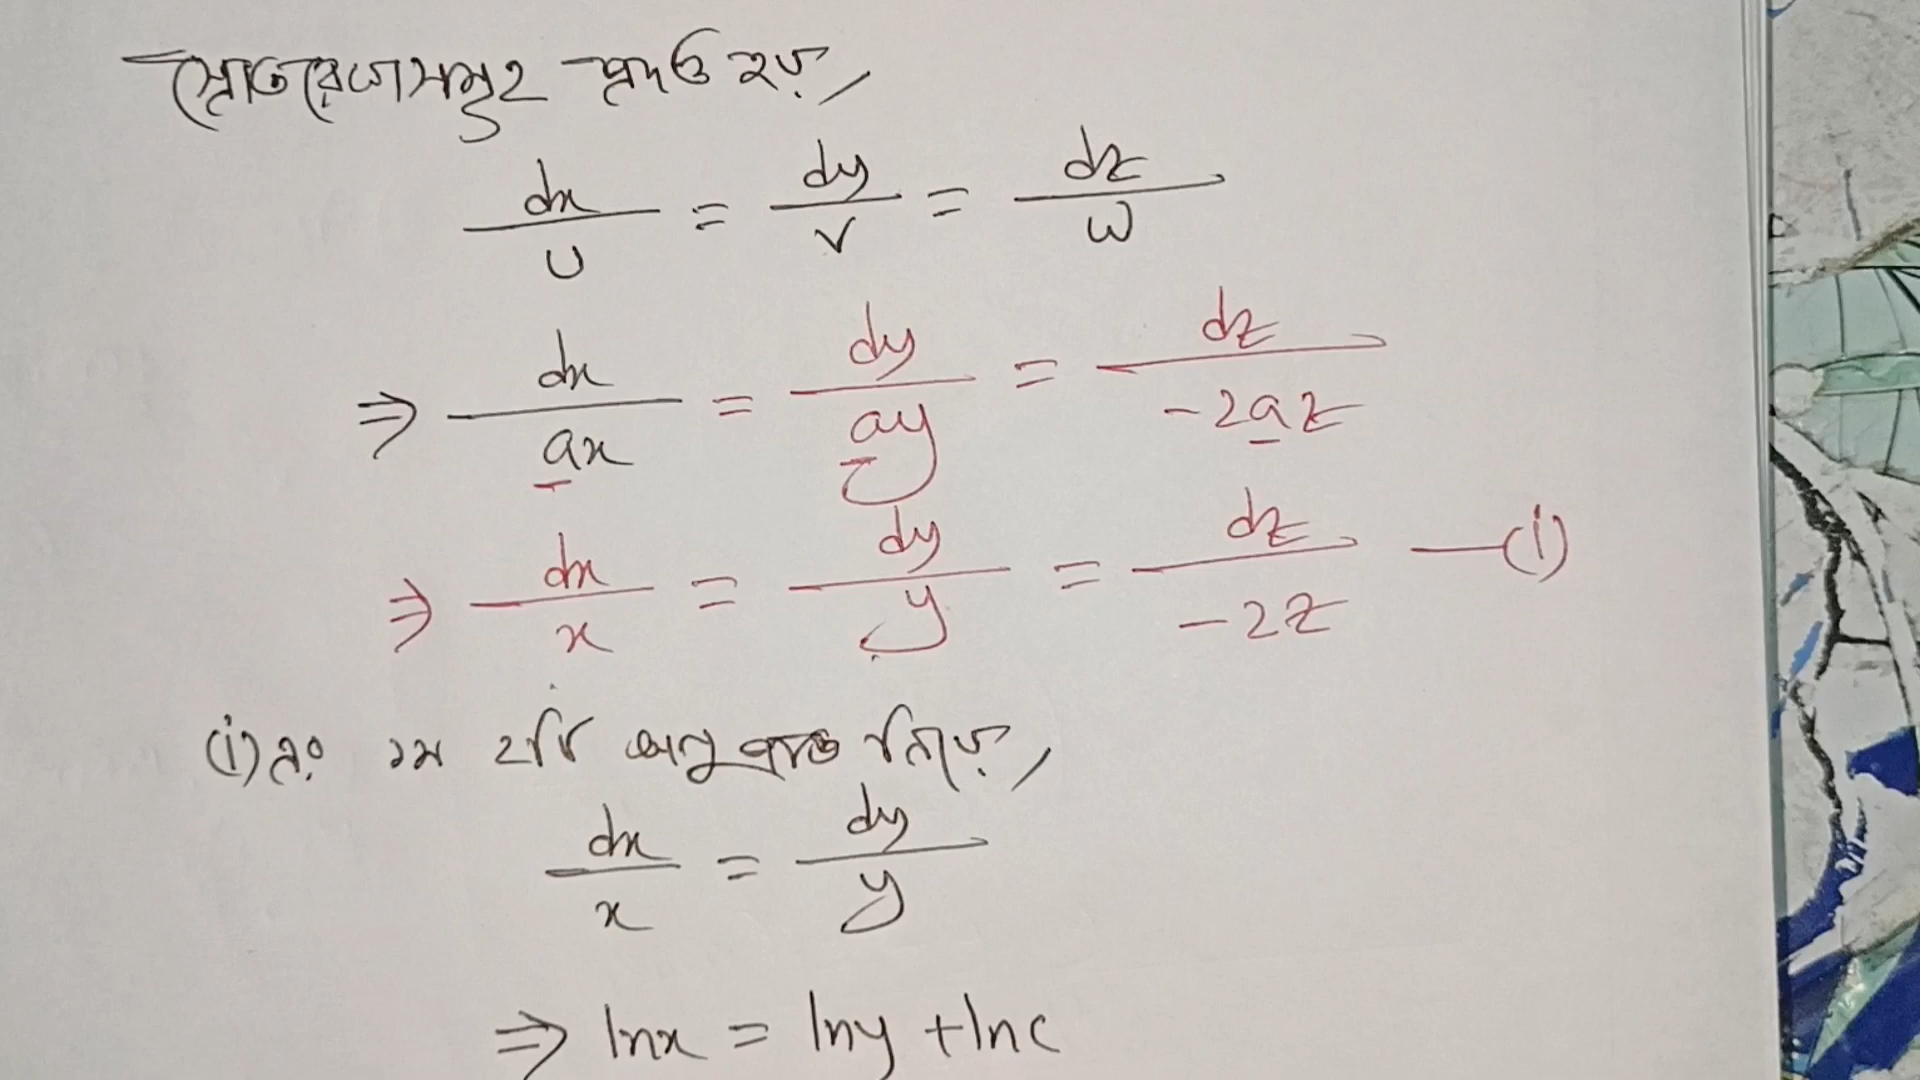 স্রোতরেখাসমূহ প্রদত্ত হয়,
dx/u = dy/v = dz/w
⇒ dx/ax = dy/ay = dz/-2az
⇒ dx/x = dy/y = dz/-2z —(i)
(i) নং ১ম ২টি অনুপাত নিয়ে,
dx/x = dy/y
⇒ lnx = lny + lnc